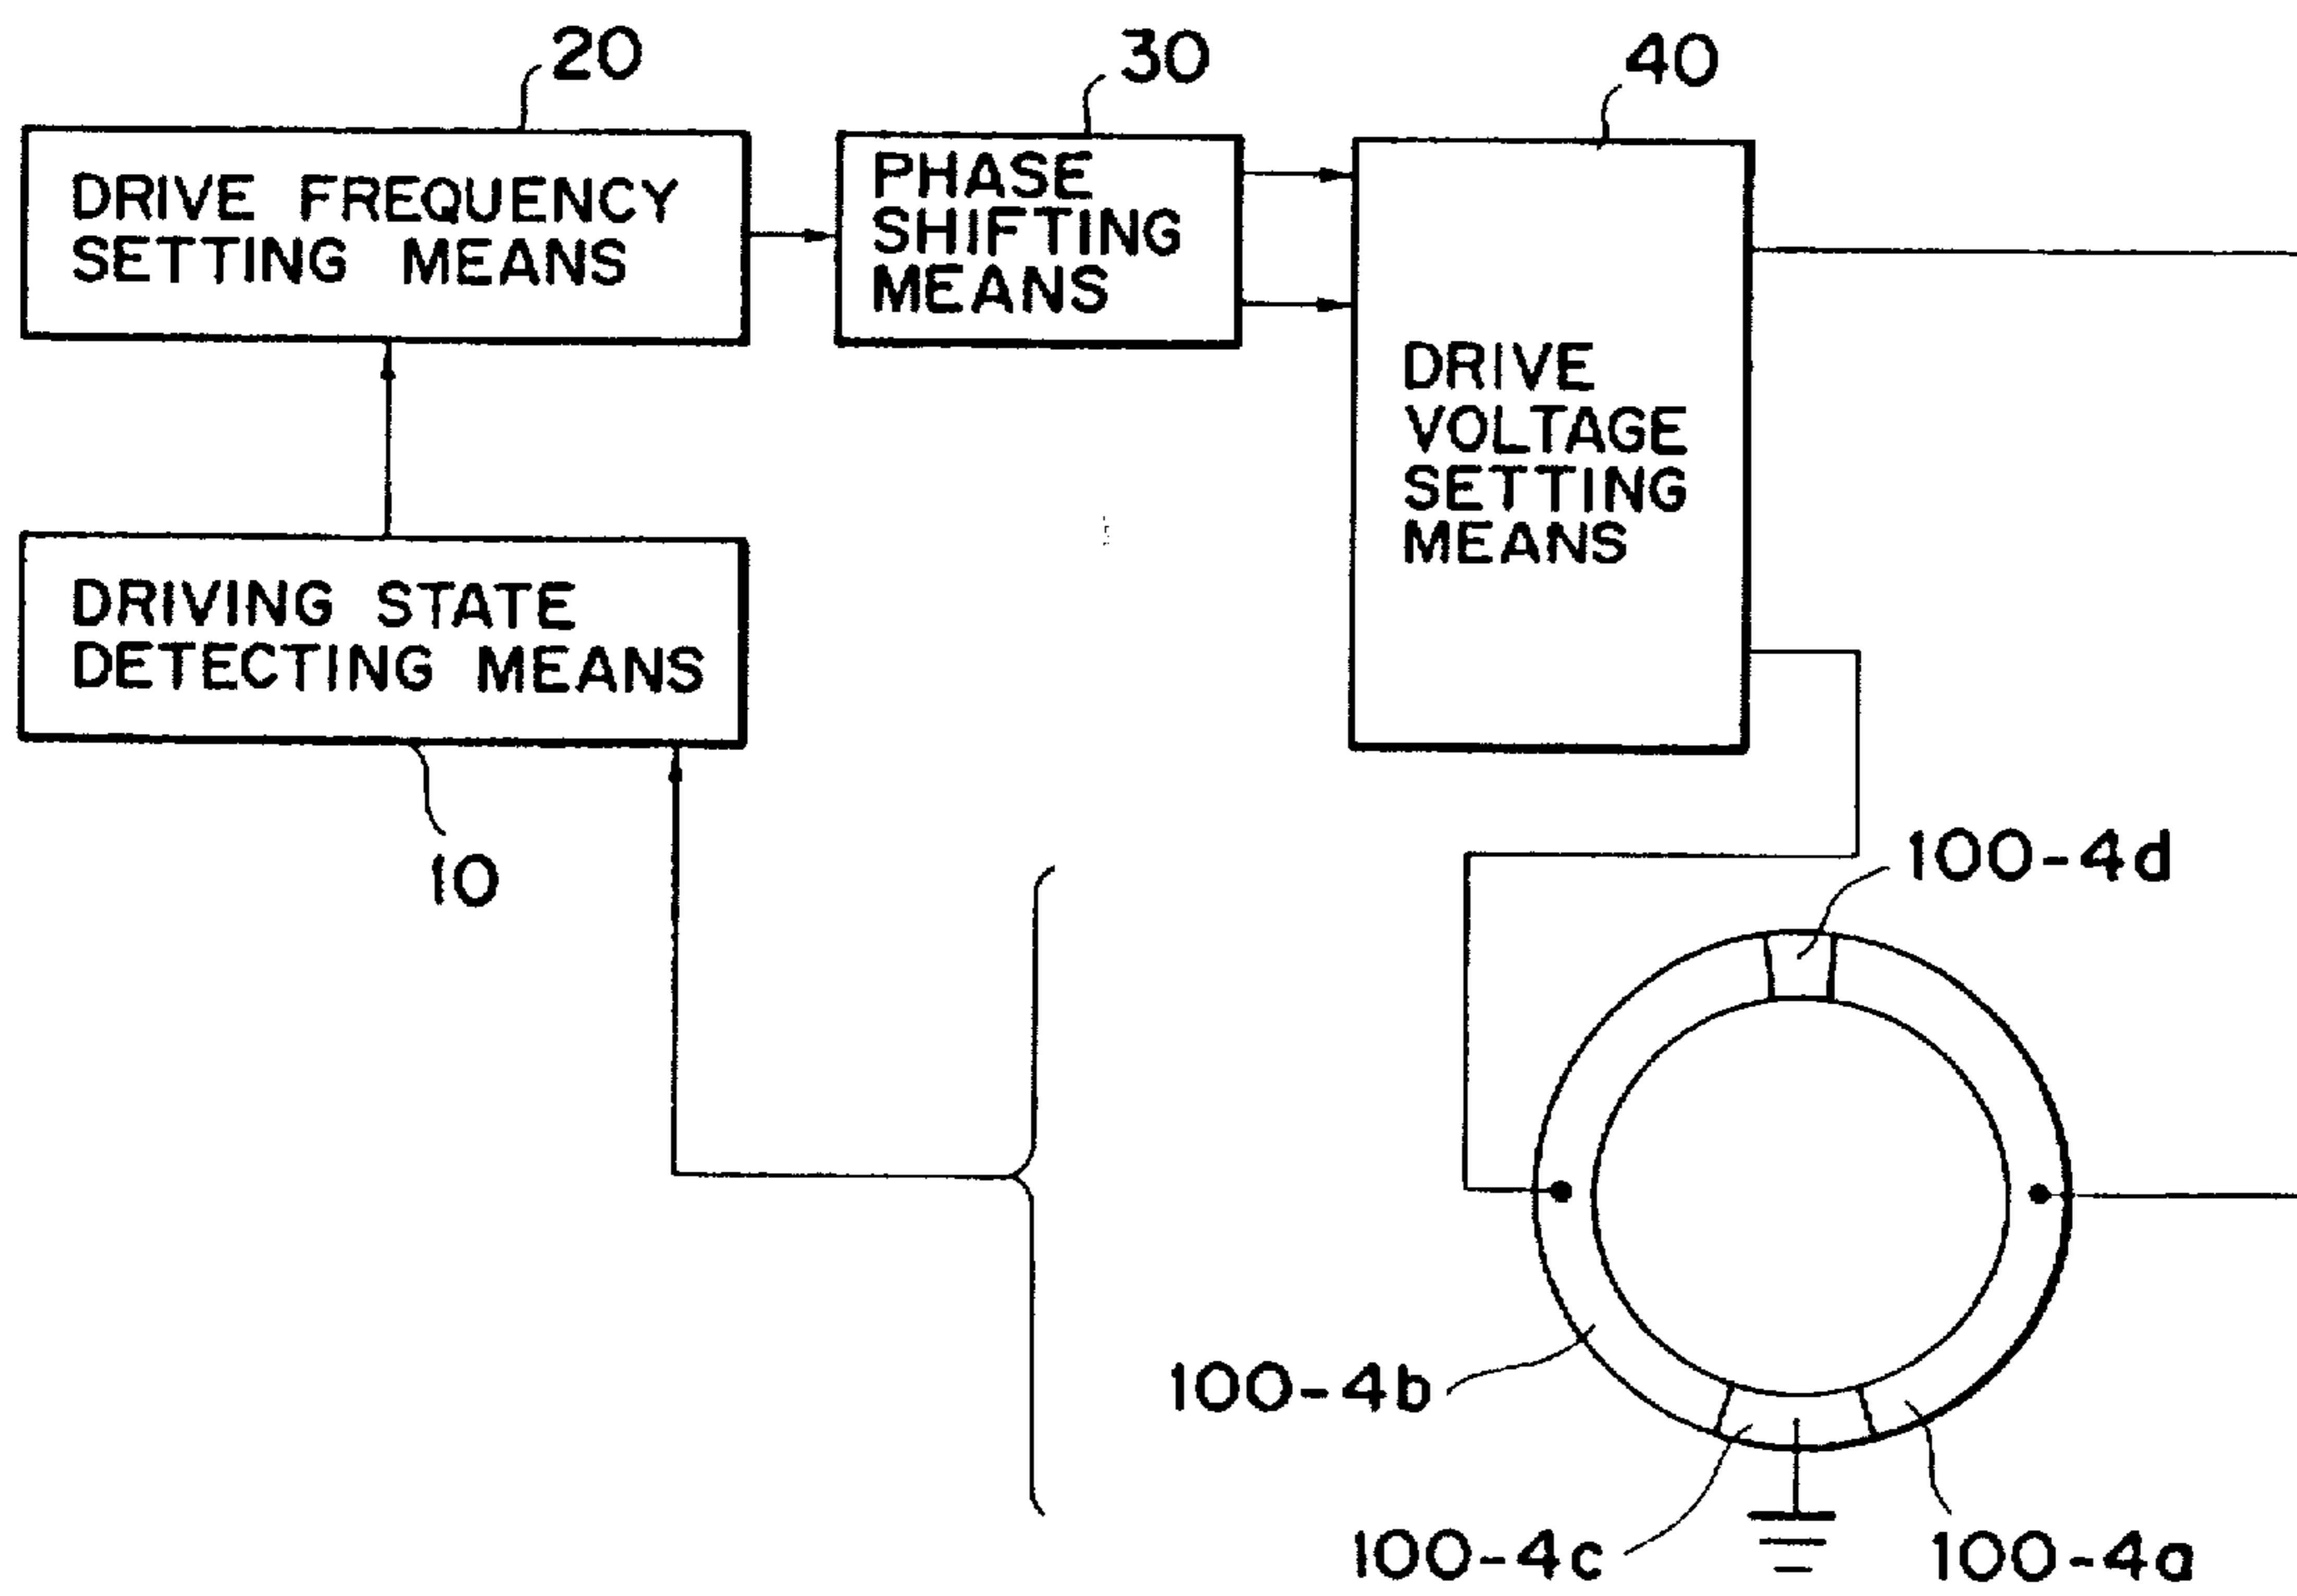 20
30
40
DRIVE FREQUENCY
SETTING MEANS
PHASE
SHIFTING
MEANS
DRIVE
VOLTAGE
SETTING
MEANS
DRIVING STATE
DETECTING MEANS
10
100-4d
100-4b
100-4c
100-4a